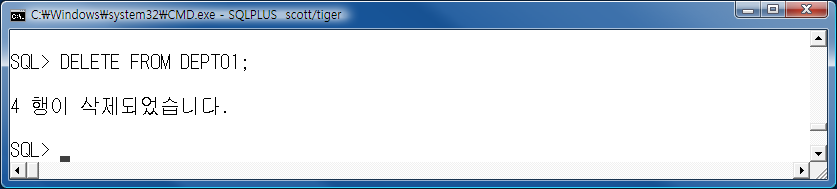 C:\Windows\system32\CMD.exe - SQLPLUS scott/tiger
SQL> DELETE FROM DEPT01;
4 행이 삭제되었습니다.
SQL>